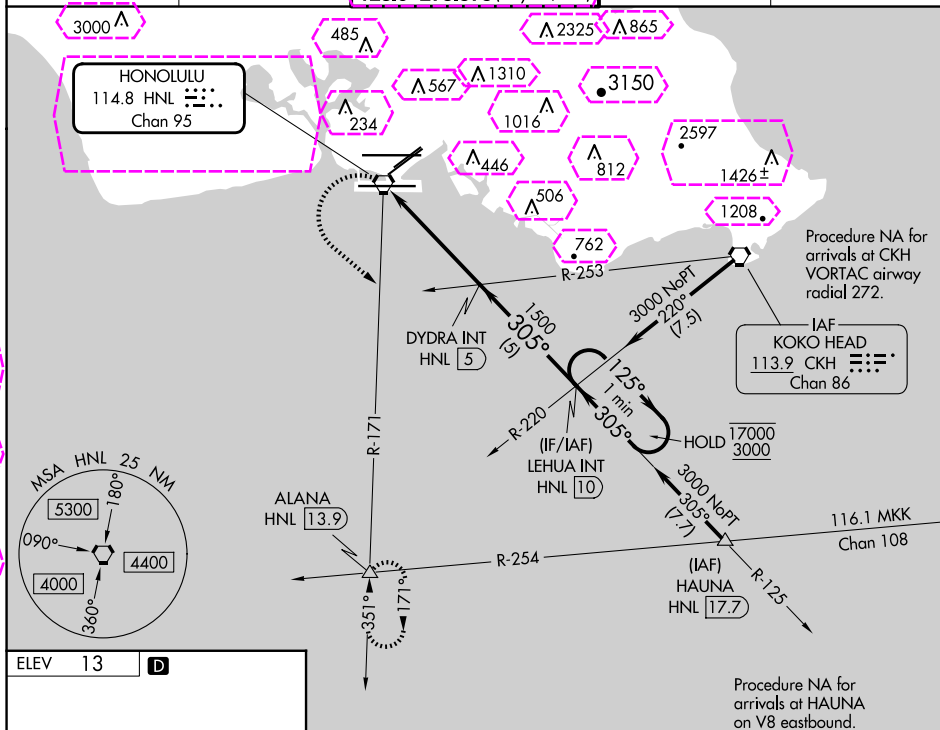 3000
485
2325
865
HONOLULU
114.8 HNL
Chan 95
567
1310
3150
234
1016
2597
1426±
446
812
506
1208
762
Procedure NA for
arrivals at CKH
VORTAC airway
radial 272.
R-253
3000 NoPT
220°
(7.5)
IAF
KOKO HEAD
113.9 CKH
Chan 86
1500
305°
(5)
DYDRA INT
HNL 5
125°
1 min
305°
R-220
HOLD 17000
3000
(IF/IAF)
LEHUA INT
HNL 10
R-171
3000 NoPT
305°
(7.7)
MSA HNL 25 NM
5300
180°
090°
4400
4000
360°
ALANA
HNL 13.9
116.1 MKK
Chan 108
R-254
(IAF)
HAUNA
HNL 17.7
R-125
351°
171°
ELEV 13
D
Procedure NA for
arrivals at HAUNA
on V8 eastbound.